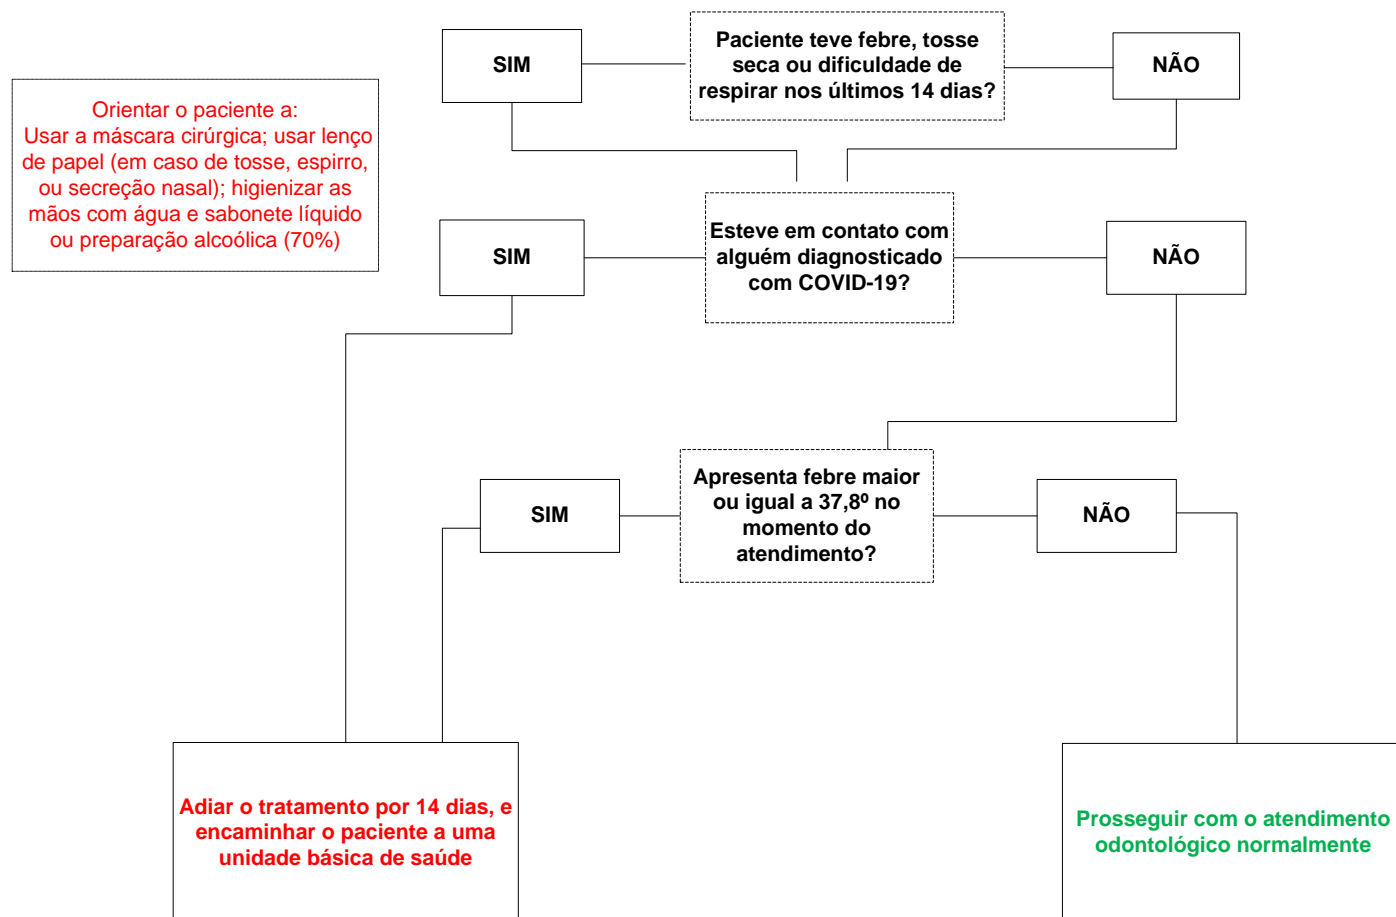 Paciente teve febre, tosse
seca ou dificuldade de
respirar nos últimos 14 dias?
SIM
NÃO
Orientar o paciente a:
Usar a máscara cirúrgica; usar lenço
de papel (em caso de tosse, espirro,
ou secreção nasal); higienizar as
mãos com água e sabonete líquido
ou preparação alcoólica (70%)
Esteve em contato com
alguém diagnosticado
com COVID-19?
SIM
NÃO
Apresenta febre maior
ou igual a 37,8º no
momento do
atendimento?
SIM
NÃO
Adiar o tratamento por 14 dias, e
encaminhar o paciente a uma
unidade básica de saúde
Prosseguir com o atendimento
odontológico normalmente